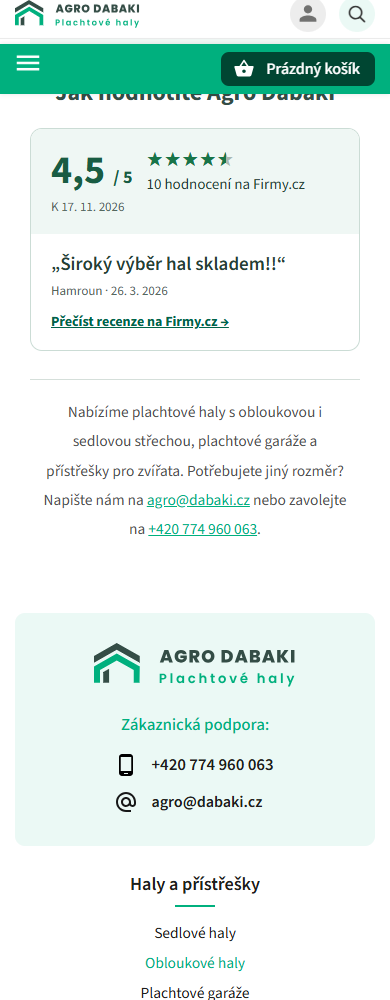 AGRO DABAKI
Plachtové haly
Prázdný košík
Jak hodnotíte Agro Dabaki
4,5 / 5
10 hodnocení na Firmy.cz
K 17. 11. 2026
„Široký výběr hal skladem!!“
Hamroun · 26. 3. 2026
Přečíst recenze na Firmy.cz →
Nabízíme plachtové haly s obloukovou i
sedlovou střechou, plachtové garáže a
přístřešky pro zvířata. Potřebujete jiný rozměr?
Napište nám na agro@dabaki.cz nebo zavolejte
na +420 774 960 063.
AGRO DABAKI
Plachtové haly
Zákaznická podpora:
+420 774 960 063
agro@dabaki.cz
Haly a přístřešky
Sedlové haly
Obloukové haly
Plachtové garáže